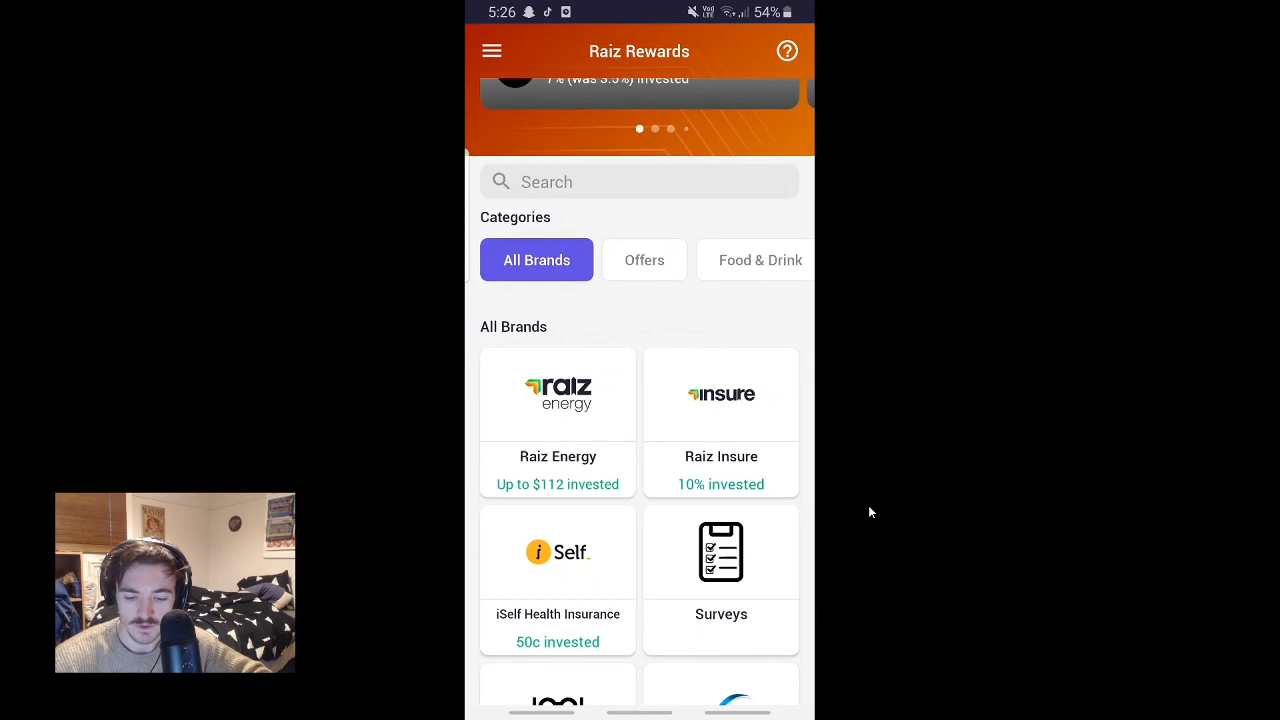 5:26
Vo)) LTE 54%
Raiz Rewards
7% (was 3.5%) invested
Search
Categories
All Brands Offers Food & Drink
All Brands
raiz energy
insure
Raiz Energy
Raiz Insure
Up to $112 invested
10% invested
i Self
iSelf Health Insurance
Surveys
50c invested